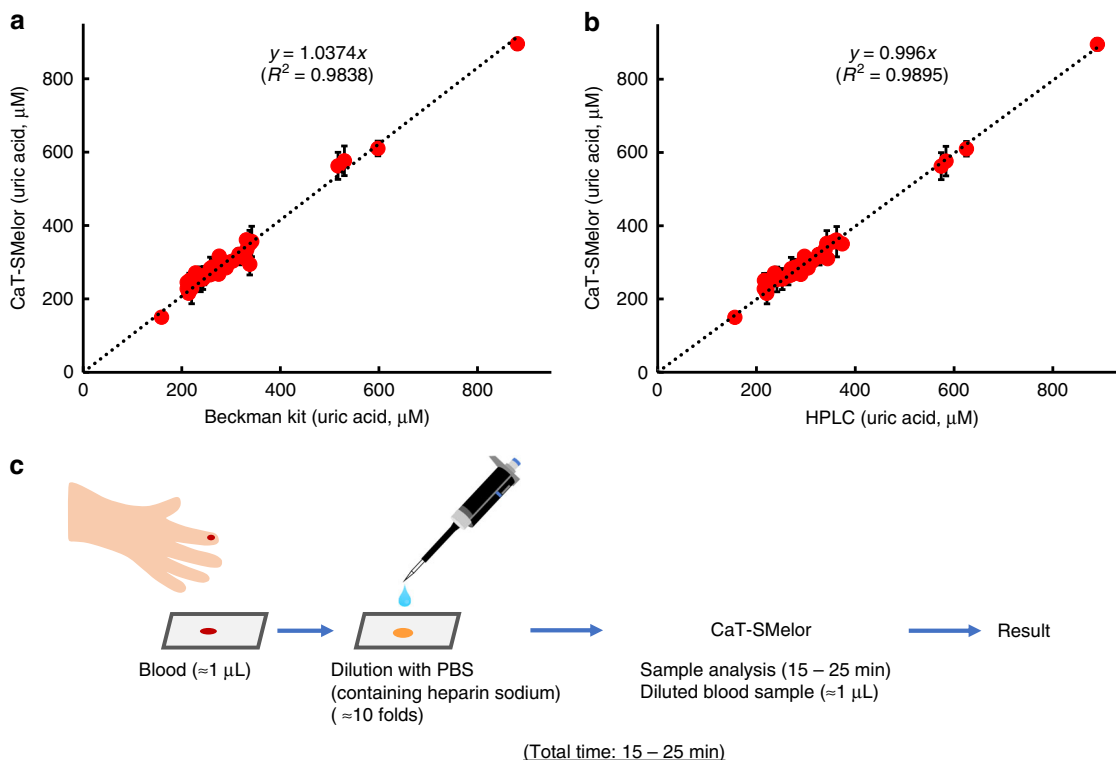 a
y = 1.0374x
(R² = 0.9838)
CaT-SMelor (uric acid, μM)
800
600
400
200
0
0 200 400 600 800
Beckman kit (uric acid, μM)
b
y = 0.996x
(R² = 0.9895)
CaT-SMelor (uric acid, μM)
800
600
400
200
0
0 200 400 600 800
HPLC (uric acid, μM)
c
Blood (≈1 μL)
Dilution with PBS
(containing heparin sodium)
( ≈10 folds)
CaT-SMelor
Sample analysis (15 – 25 min)
Diluted blood sample (≈1 μL)
Result
(Total time: 15 – 25 min)